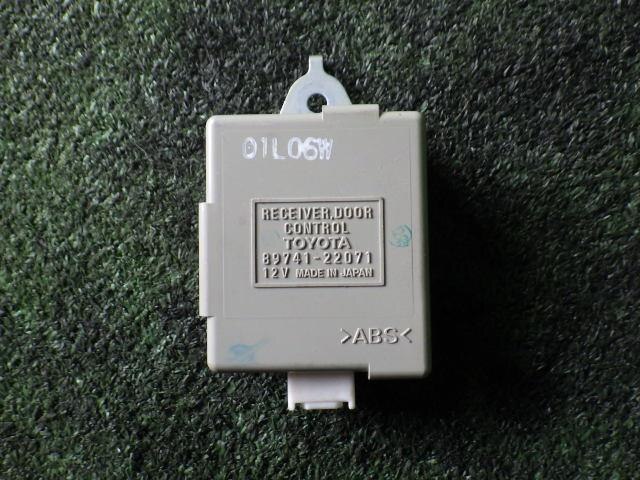 01L06W
RECEIVER,DOOR
CONTROL
TOYOTA
89741-22071
12V MADE IN JAPAN
>ABS<